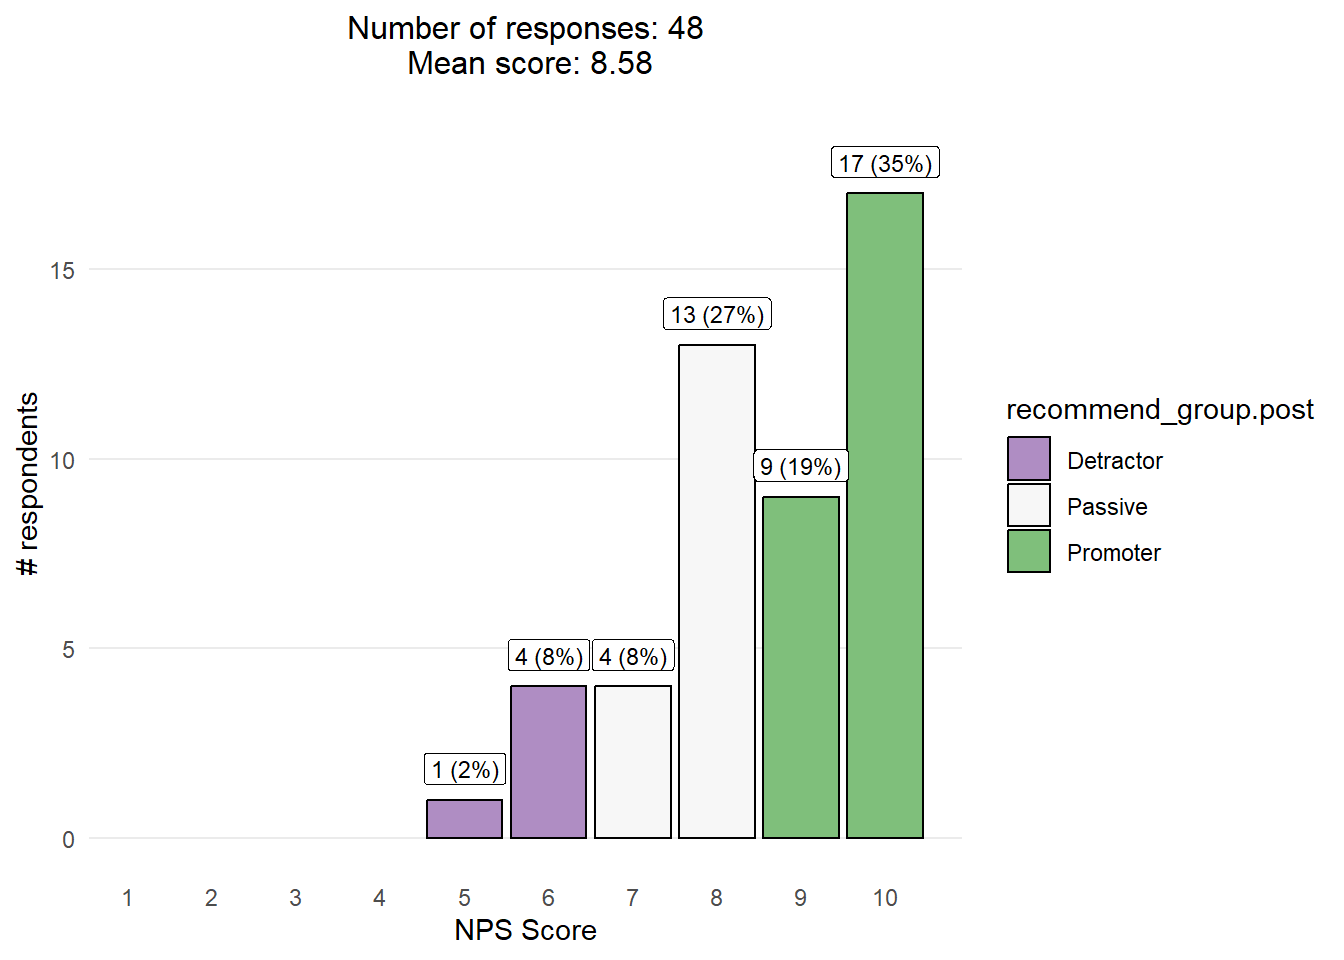 Number of responses: 48
Mean score: 8.58
17 (35%)
13 (27%)
9 (19%)
4 (8%)
4 (8%)
1 (2%)
15
10
5
0
# respondents
1 2 3 4 5 6 7 8 9 10
NPS Score
recommend_group.post
Detractor
Passive
Promoter